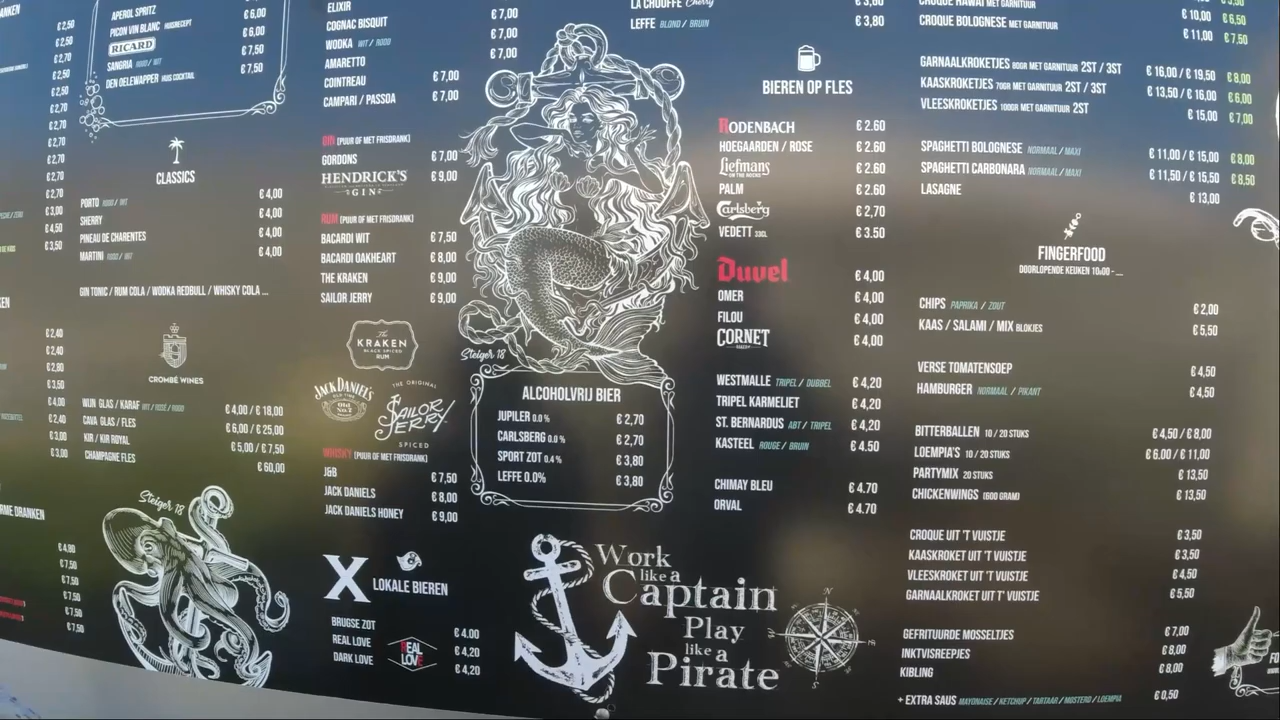 ANKEN
€ 2,50
€ 2,50
€ 2,70
€ 2,50
€ 2,70
€ 2,70
€ 2,70
€ 2,70
€ 2,70
€ 2,70
€ 3,00
€ 4,50
€ 3,50
€ 2,40
€ 2,40
€ 2,80
€ 3,50
€ 4,00
€ 2,40
€ 3,00
€ 3,00
RME DRANKEN
€ 4,80
€ 7,50
€ 7,50
€ 7,50
€ 7,50
€ 7,50
APEROL SPRITZ € 6,00
PICON VIN BLANC HUISRECEPT € 6,00
RICARD € 7,50
SANGRIA ROOD / WIT € 7,50
DEN OELEWAPPER HUIS COCKTAIL
CLASSICS
PORTO ROOD / WIT € 4,00
SHERRY € 4,00
PINEAU DE CHARENTES € 4,00
MARTINI ROSSO / WIT € 4,00
GIN TONIC / RUM COLA / WODKA REDBULL / WHISKY COLA ...
CROMBÉ WINES
WIJN GLAS / KARAF WIT / ROSÉ / ROOD € 4,00 / € 18,00
CAVA GLAS / FLES € 6,00 / € 25,00
KIR / KIR ROYAL € 5,00 / € 7,50
CHAMPAGNE FLES € 60,00
Steiger 18
ELIXIR € 7,00
COGNAC BISQUIT € 7,00
WODKA WIT / ROOD € 7,00
AMARETTO
COINTREAU € 7,00
CAMPARI / PASSOA € 7,00
GIN (PUUR OF MET FRISDRANK)
GORDONS € 7,00
HENDRICK'S GIN € 9,00
RUM (PUUR OF MET FRISDRANK)
BACARDI WIT € 7,50
BACARDI OAKHEART € 8,00
THE KRAKEN € 9,00
SAILOR JERRY € 9,00
The KRAKEN
BLACK SPICED
RUM
JACK DANIEL'S
OLD TIME
Old No.7
THE ORIGINAL
SAILOR JERRY
SPICED
WHISKY (PUUR OF MET FRISDRANK)
J&B € 7,50
JACK DANIELS € 8,00
JACK DANIELS HONEY € 9,00
X LOKALE BIEREN
BRUGSE ZOT € 4.00
REAL LOVE € 4,20
DARK LOVE € 4,20
REAL LOVE
Steiger 18
ALCOHOLVRIJ BIER
JUPILER 0.0 % € 2,70
CARLSBERG 0.0 % € 2,70
SPORT ZOT 0.4 % € 3,80
LEFFE 0.0% € 3,80
Work
like a
Captain
Play
like a
Pirate
LA CHOUFFE Cherry € 3,80
LEFFE BLOND / BRUIN € 3,80
BIEREN OP FLES
RODENBACH € 2.60
HOEGAARDEN / ROSE € 2.60
Liefmans ON THE ROCKS € 2.60
PALM € 2.60
Carlsberg € 2,70
VEDETT 33CL € 3.50
Duvel € 4,00
OMER € 4,00
FILOU € 4,00
CORNET € 4,00
WESTMALLE TRIPEL / DUBBEL € 4,20
TRIPEL KARMELIET € 4,20
ST. BERNARDUS ABT / TRIPEL € 4,20
KASTEEL ROUGE / BRUIN € 4.50
CHIMAY BLEU € 4.70
ORVAL € 4.70
CROQUE HAWAÏ MET GARNITUUR € 10,00 € 6,50
CROQUE BOLOGNESE MET GARNITUUR € 11,00 € 7,50
GARNAALKROKETJES 80GR MET GARNITUUR 2ST / 3ST € 16,00 / € 19,50 € 8,00
KAASKROKETJES 70GR MET GARNITUUR 2ST / 3ST € 13,50 / € 16,00 € 6,00
VLEESKROKETJES 100GR MET GARNITUUR 2ST € 15,00 € 7,00
SPAGHETTI BOLOGNESE NORMAAL / MAXI € 11,00 / € 15,00 € 8,00
SPAGHETTI CARBONARA NORMAAL / MAXI € 11,50 / € 15,50 € 8,50
LASAGNE € 13,00
FINGERFOOD
DOORLOPENDE KEUKEN 10u00 - ...
CHIPS PAPRIKA / ZOUT € 2,00
KAAS / SALAMI / MIX BLOKJES € 5,50
VERSE TOMATENSOEP € 4,50
HAMBURGER NORMAAL / PIKANT € 4,50
BITTERBALLEN 10 / 20 STUKS € 4,50 / € 8,00
LOEMPIA'S 10 / 20 STUKS € 6.00 / € 11,00
PARTYMIX 20 STUKS € 13,50
CHICKENWINGS (600 GRAM) € 13,50
CROQUE UIT 'T VUISTJE € 3,50
KAASKROKET UIT 'T VUISTJE € 3,50
VLEESKROKET UIT 'T VUISTJE € 4,50
GARNAALKROKET UIT T' VUISTJE € 5,50
GEFRITUURDE MOSSELTJES € 7,00
INKTVISREEPJES € 8,00
KIBLING € 8,00
+ EXTRA SAUS MAYONAISE / KETCHUP / TARTAAR / MOSTERD / LOEMPIA € 0,50
FO